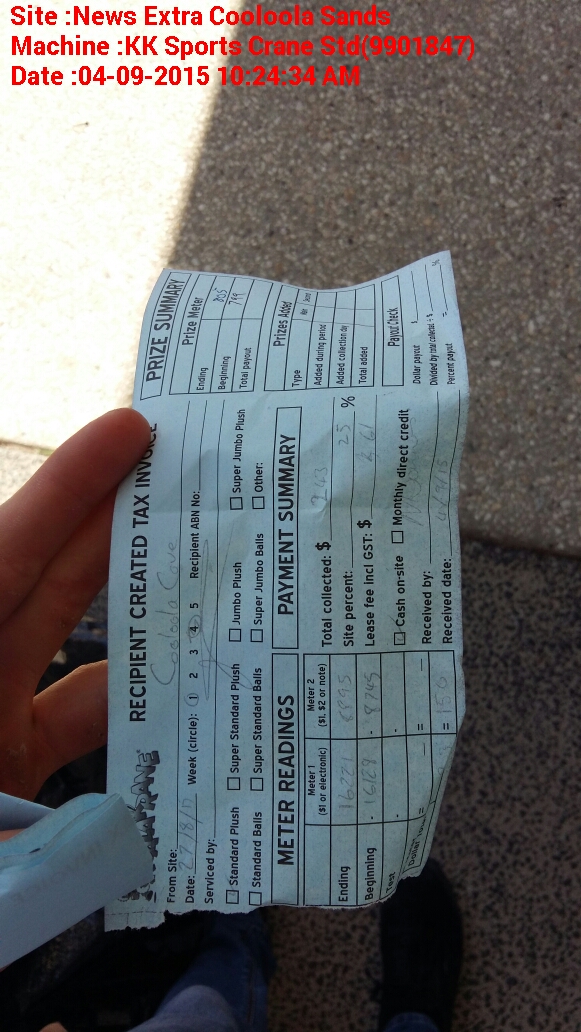 Site :News Extra Cooloola Sands
Machine :KK Sports Crane Std(9901847)
Date :04-09-2015 10:24:34 AM
RECIPIENT CREATED TAX INVOICE
From Site: Cooloola Cove
Date: Week (circle): 1 2 3 4 5 Recipient ABN No:
Serviced by:
Standard Plush Super Standard Plush Jumbo Plush Super Jumbo Plush
Standard Balls Super Standard Balls Super Jumbo Balls Other:
METER READINGS
Meter 1 Meter 2
($1 or electronic) ($1, $2 or note)
Ending 16221 8895
Beginning - 16128 - 8745
Test - -
= =
= = 150
PAYMENT SUMMARY
Total collected: $ 243
Site percent: 25 %
Lease fee Incl GST: $
Cash on-site Monthly direct credit
Received by:
Received date:
PRIZE SUMMARY
Prize Meter
Ending 805
Beginning 799
Total payout
Prizes Added
Type
Added during period
Added collection day
Total added
Payout Check
Dollar payout $
Divided by total collected ÷ $
Percent payout = %